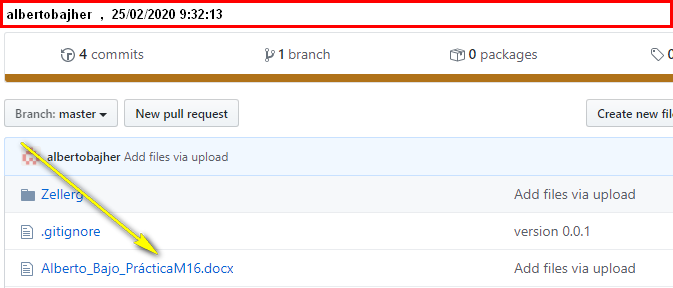 albertobajher , 25/02/2020 9:32:13
4 commits 1 branch 0 packages 0
Branch: master New pull request Create new file
albertobajher Add files via upload
Zellerg Add files via upload
.gitignore version 0.0.1
Alberto_Bajo_PrácticaM16.docx Add files via upload